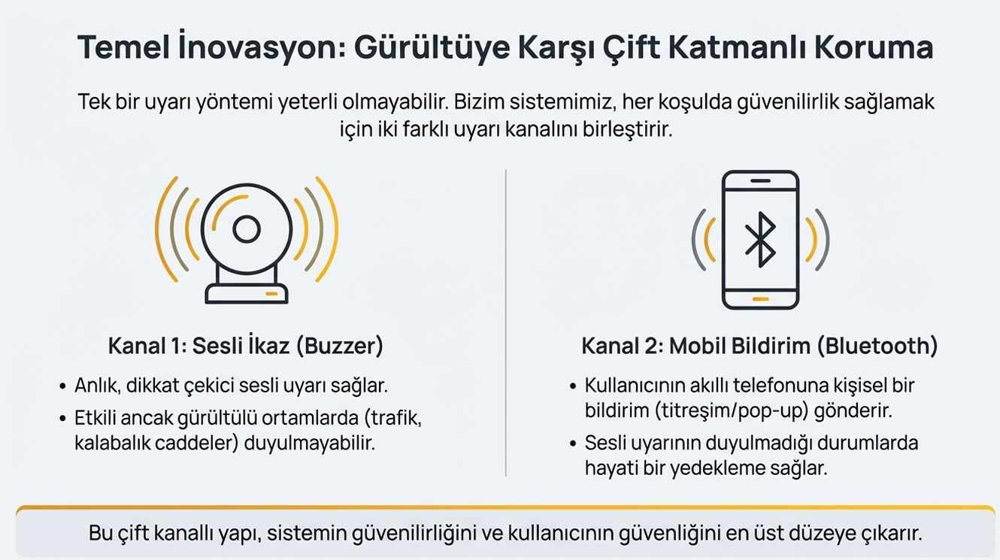 Temel İnovasyon: Gürültüye Karşı Çift Katmanlı Koruma
Tek bir uyarı yöntemi yeterli olmayabilir. Bizim sistemimiz, her koşulda güvenilirlik sağlamak
için iki farklı uyarı kanalını birleştirir.
Kanal 1: Sesli İkaz (Buzzer)
• Anlık, dikkat çekici sesli uyarı sağlar.
• Etkili ancak gürültülü ortamlarda (trafik,
kalabalık caddeler) duyulmayabilir.
Kanal 2: Mobil Bildirim (Bluetooth)
• Kullanıcının akıllı telefonuna kişisel bir
bildirim (titreşim/pop-up) gönderir.
• Sesli uyarının duyulmadığı durumlarda
hayati bir yedekleme sağlar.
Bu çift kanallı yapı, sistemin güvenilirliğini ve kullanıcının güvenliğini en üst düzeye çıkarır.